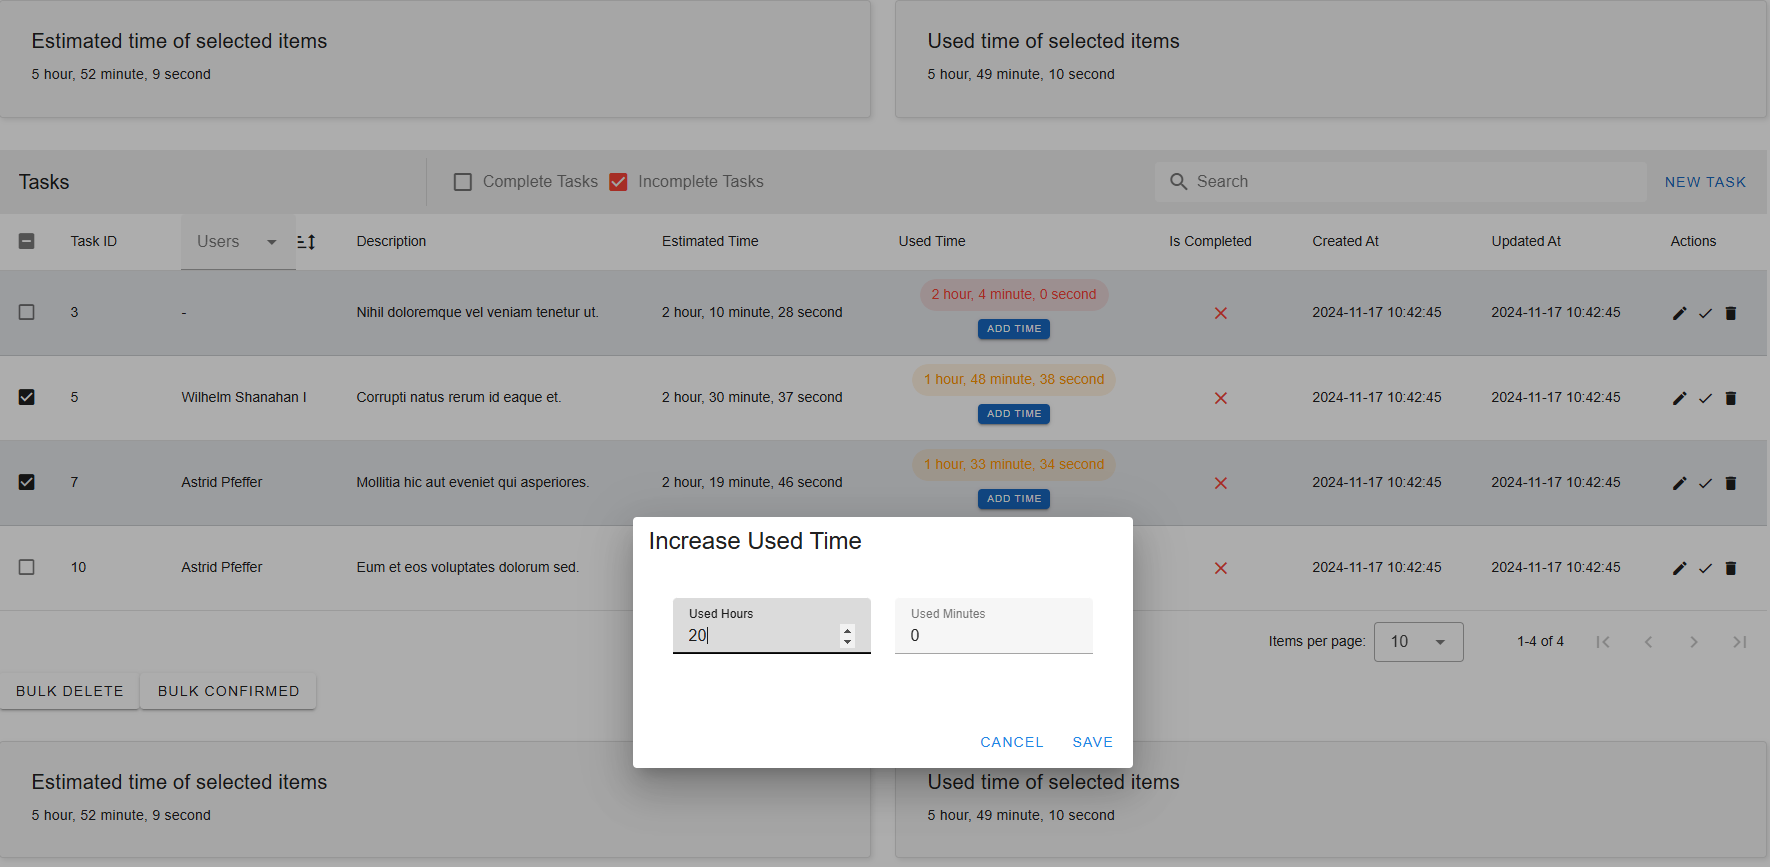 Estimated time of selected items
5 hour, 52 minute, 9 second
Used time of selected items
5 hour, 49 minute, 10 second
Tasks
Complete Tasks
Incomplete Tasks
Search
NEW TASK
Task ID Users Description Estimated Time Used Time Is Completed Created At Updated At Actions
2 hour, 4 minute, 0 second
3 - Nihil doloremque vel veniam tenetur ut. 2 hour, 10 minute, 28 second 2024-11-17 10:42:45 2024-11-17 10:42:45
ADD TIME
1 hour, 48 minute, 38 second
5 Wilhelm Shanahan I Corrupti natus rerum id eaque et. 2 hour, 30 minute, 37 second 2024-11-17 10:42:45 2024-11-17 10:42:45
ADD TIME
1 hour, 33 minute, 34 second
7 Astrid Pfeffer Mollitia hic aut eveniet qui asperiores. 2 hour, 19 minute, 46 second 2024-11-17 10:42:45 2024-11-17 10:42:45
ADD TIME
10 Astrid Pfeffer Eum et eos voluptates dolorum sed. 2024-11-17 10:42:45 2024-11-17 10:42:45
Increase Used Time
Used Hours
20
Used Minutes
0
CANCEL
SAVE
Items per page: 10 1-4 of 4
BULK DELETE
BULK CONFIRMED
Estimated time of selected items
5 hour, 52 minute, 9 second
Used time of selected items
5 hour, 49 minute, 10 second